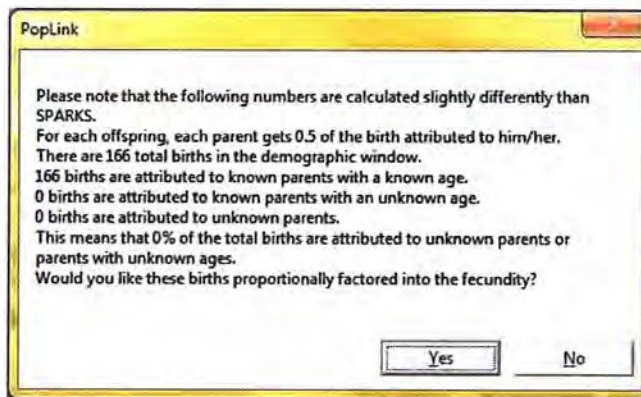 PopLink
Please note that the following numbers are calculated slightly differently than
SPARKS.
For each offspring, each parent gets 0.5 of the birth attributed to him/her.
There are 166 total births in the demographic window.
166 births are attributed to known parents with a known age.
0 births are attributed to known parents with an unknown age.
0 births are attributed to unknown parents.
This means that 0% of the total births are attributed to unknown parents or
parents with unknown ages.
Would you like these births proportionally factored into the fecundity?
Yes
No